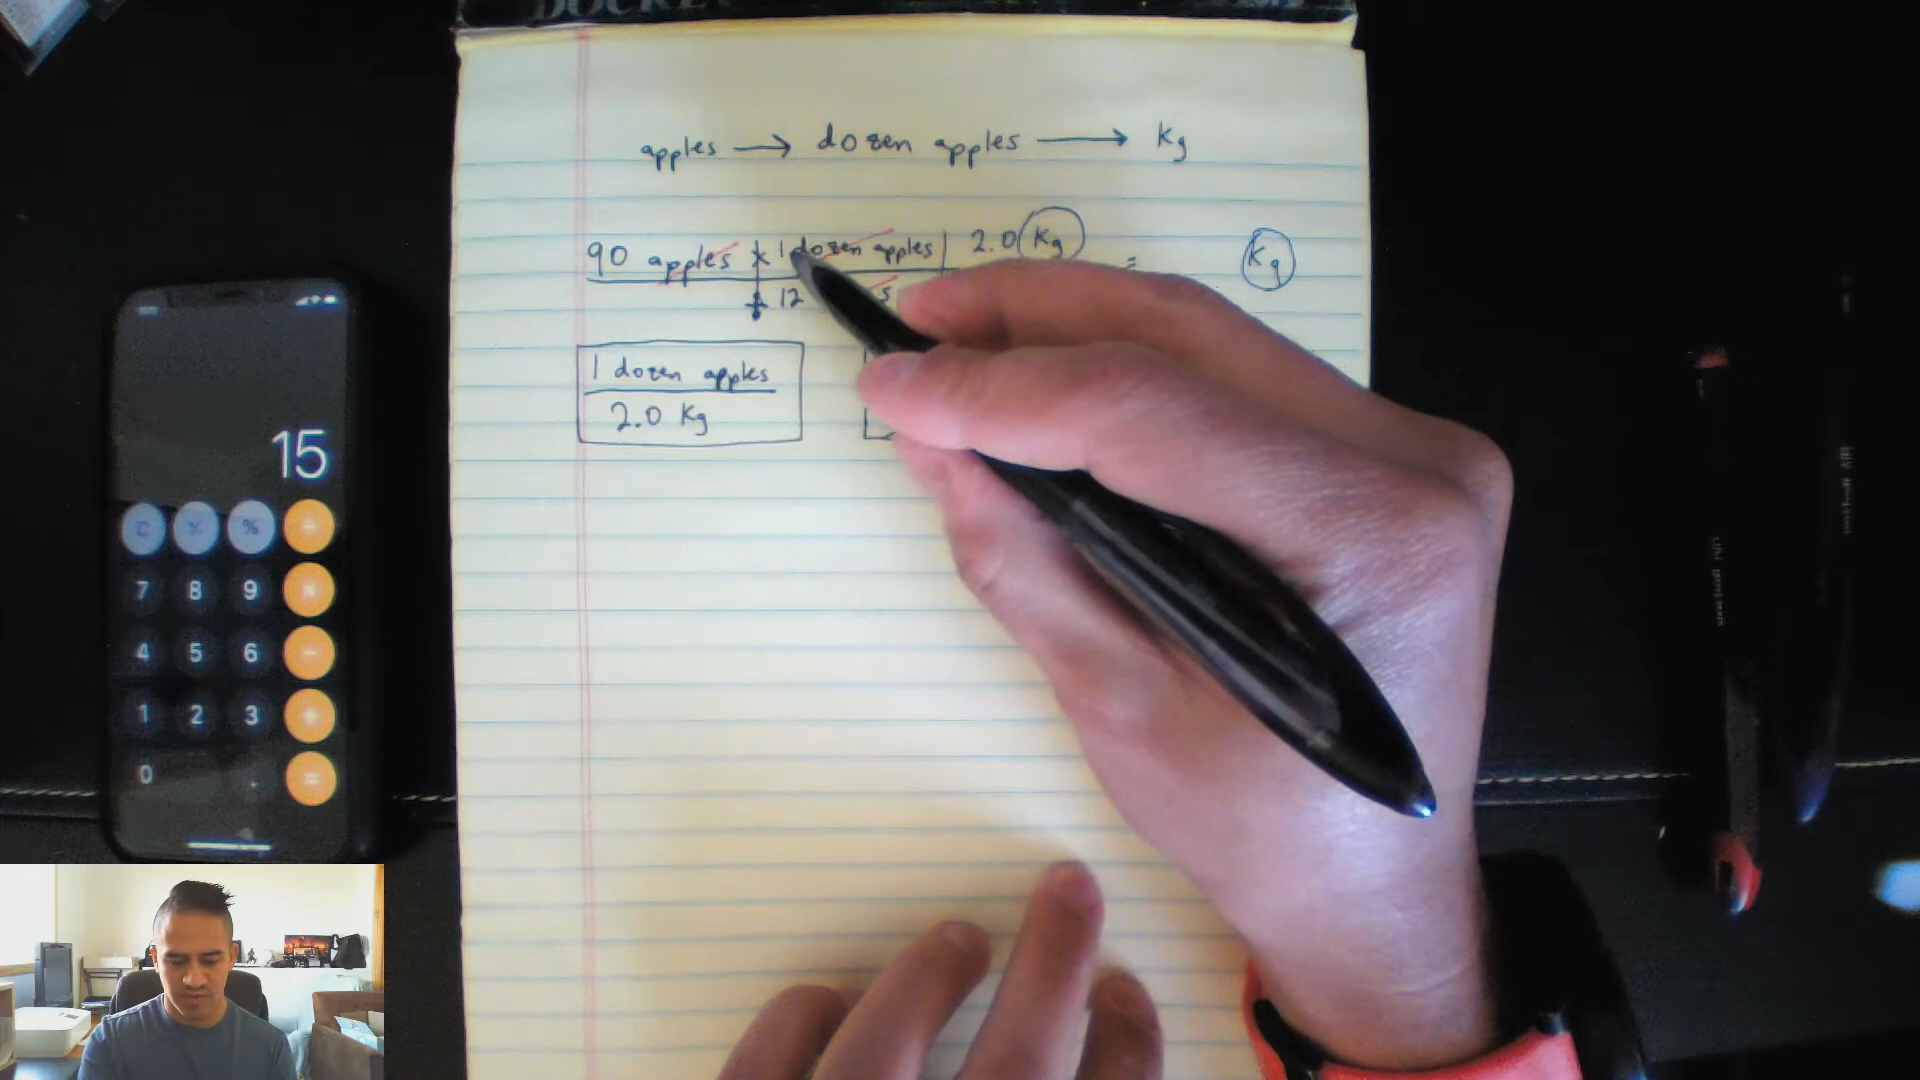 apples → dozen apples → kg
90 apples x 1 dozen apples 2.0 kg = kg
12
1 dozen apples
2.0 kg
15
C %
7 8 9 ×
4 5 6 −
1 2 3 +
0 . =